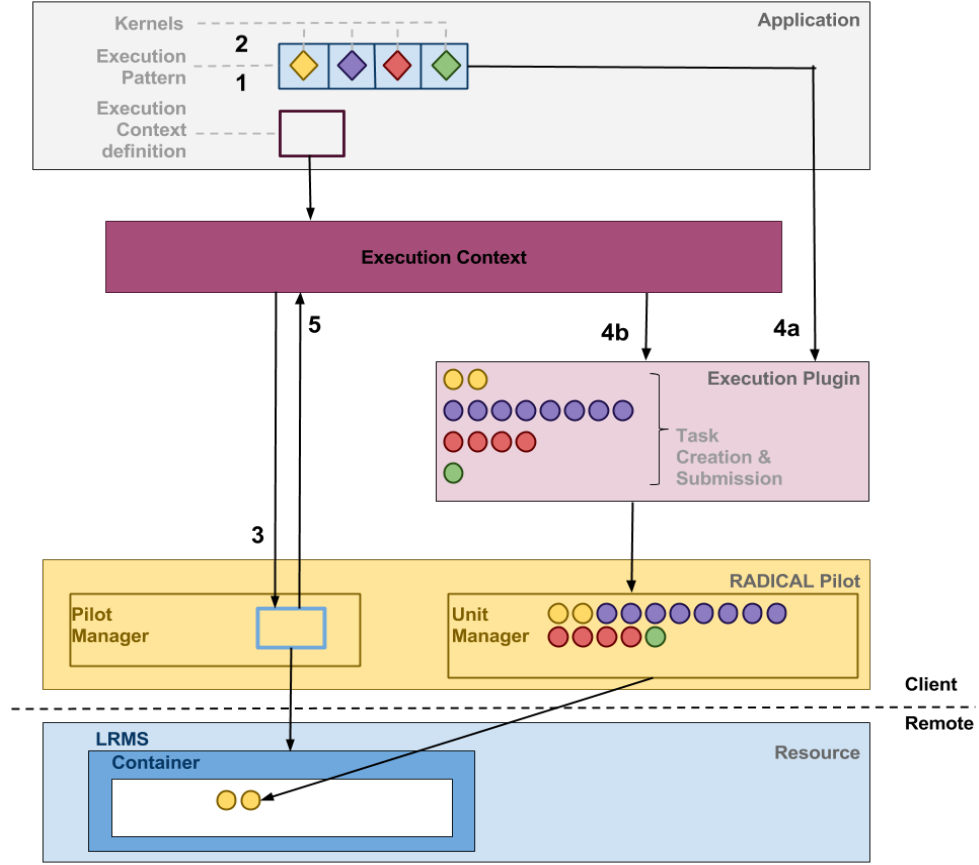 Kernels
Application
2
Execution
Pattern
1
Execution
Context
definition
Execution Context
5
4b
4a
Execution Plugin
Task
Creation &
Submission
3
RADICAL Pilot
Pilot
Manager
Unit
Manager
Client
Remote
LRMS
Container
Resource